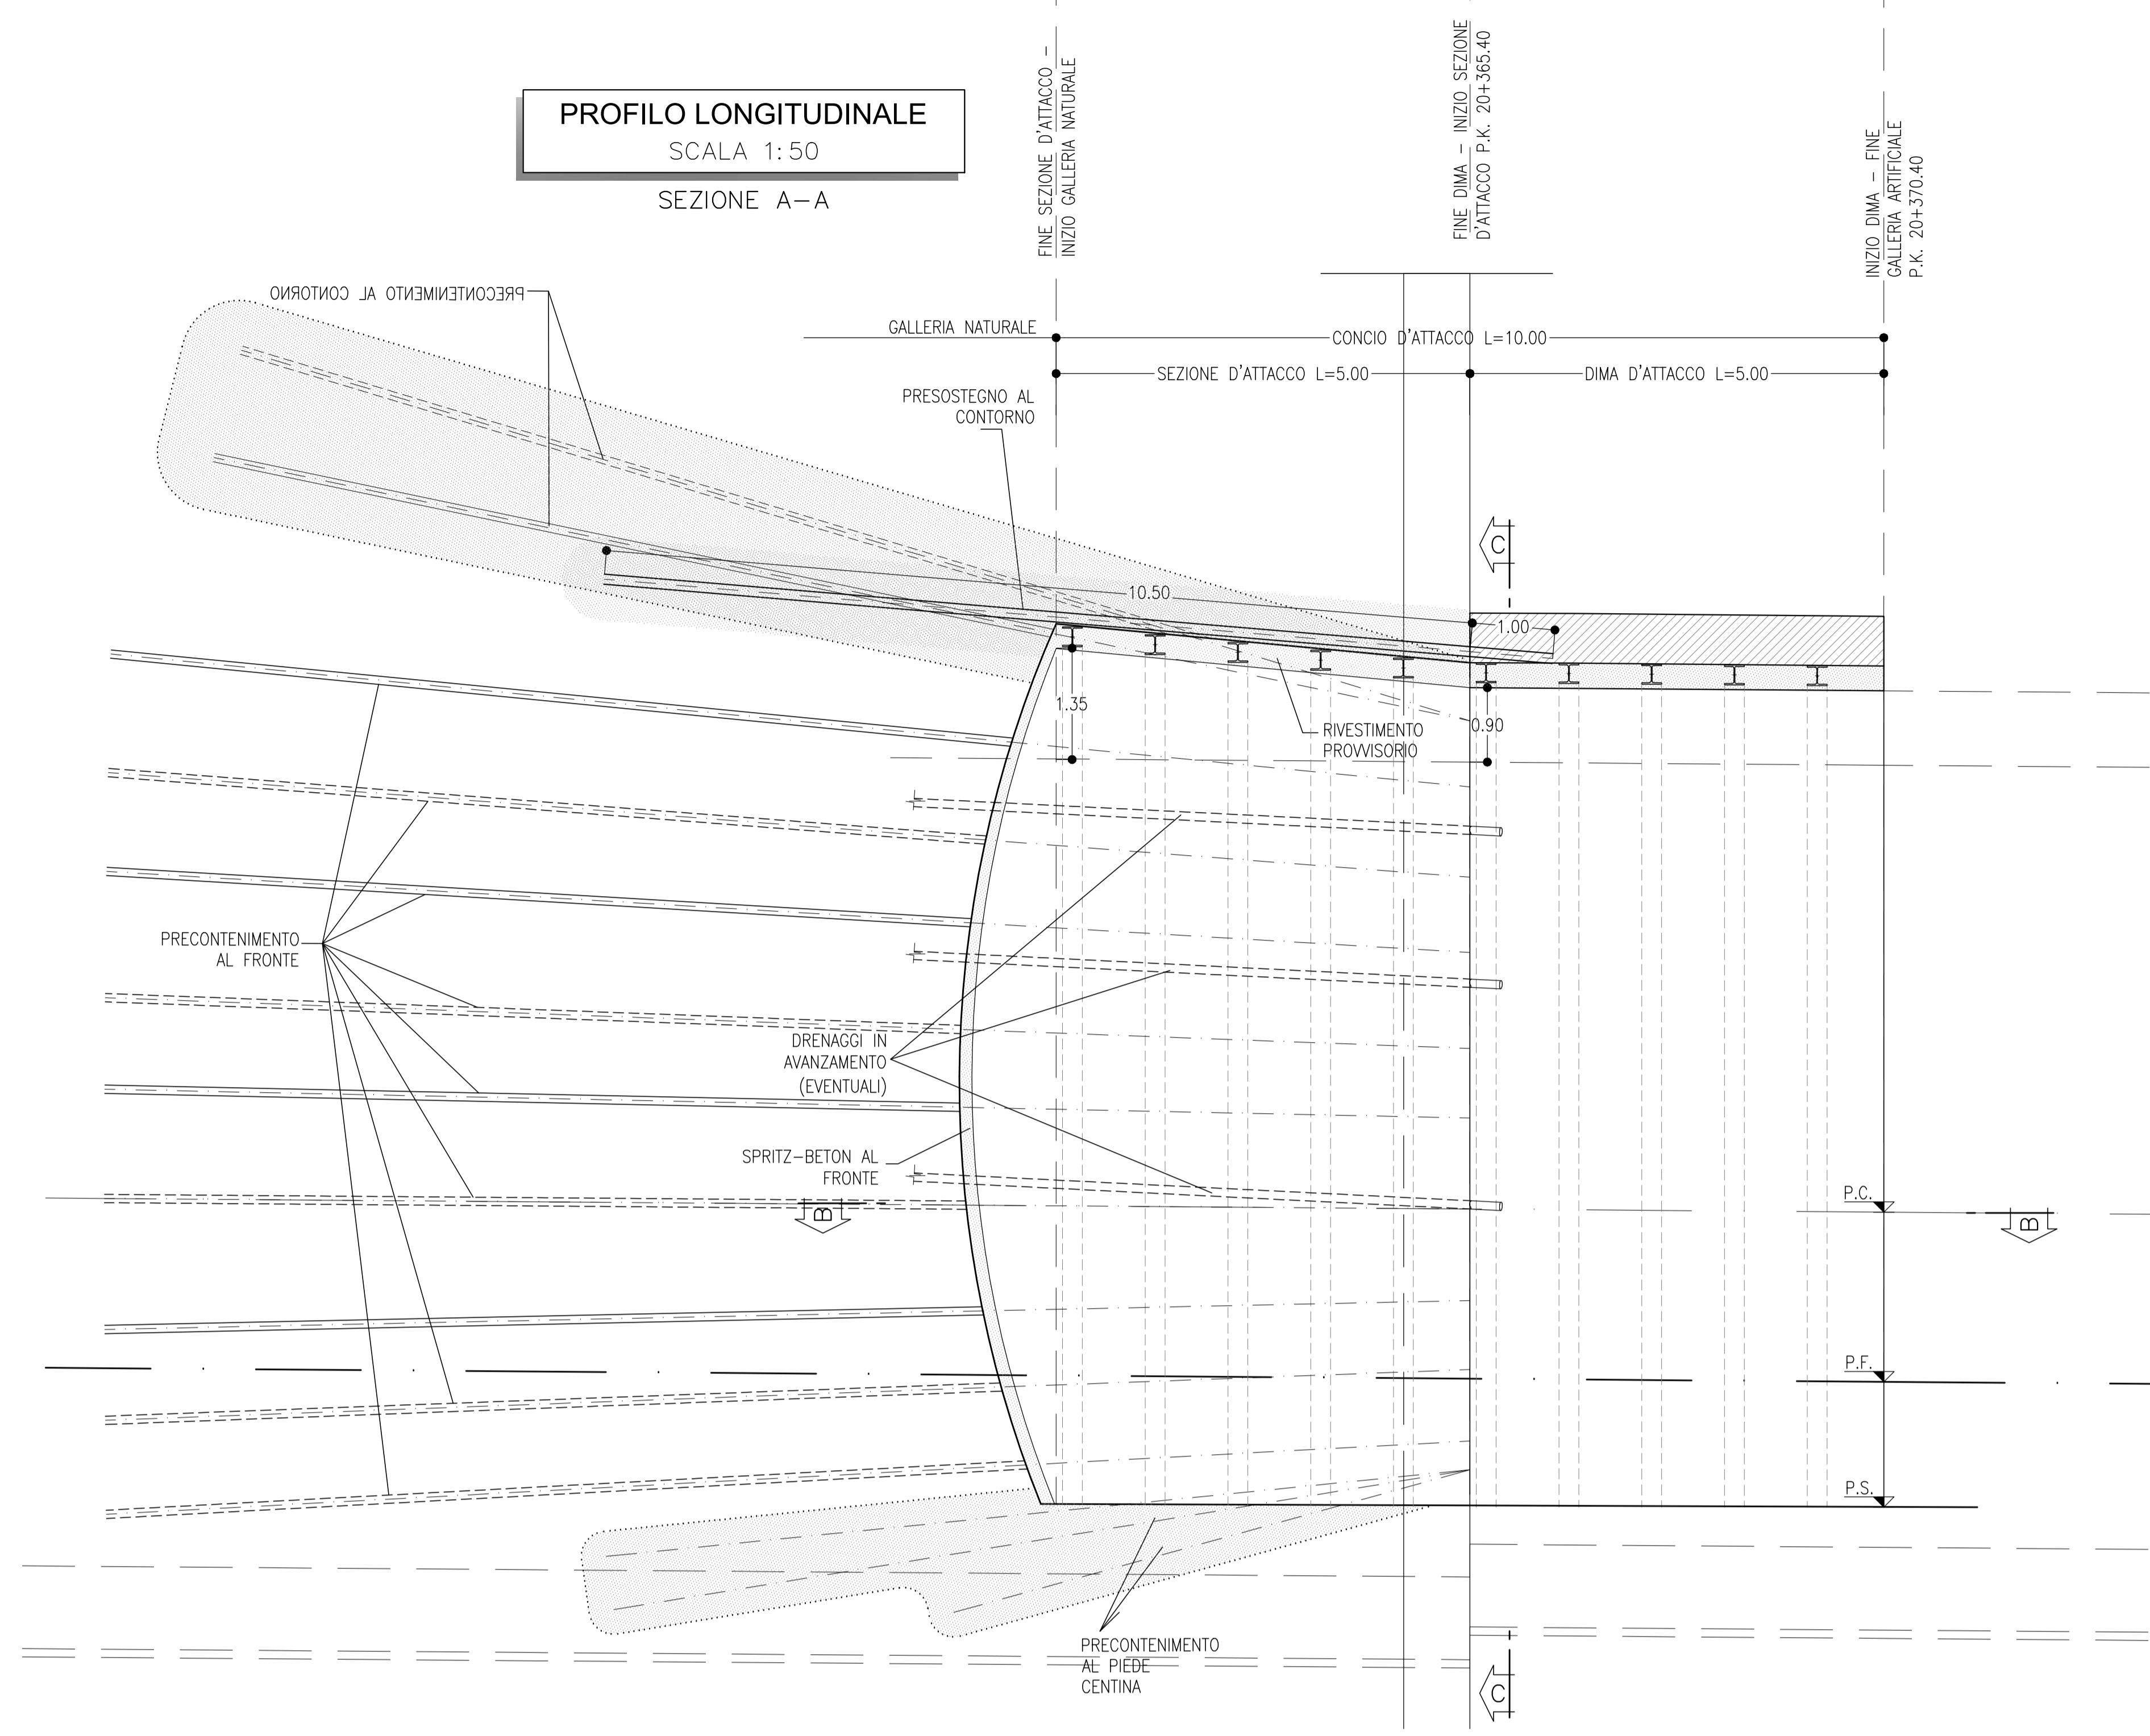 FINE SEZIONE D'ATTACCO -
INIZIO GALLERIA NATURALE
FINE DIMA - INIZIO SEZIONE
D'ATTACCO P.K. 20+365.40
INIZIO DIMA - FINE
GALLERIA ARTIFICIALE
P.K. 20+370.40
PROFILO LONGITUDINALE
SCALA 1:50
SEZIONE A-A
PRECONTENIMENTO AL CONTORNO
GALLERIA NATURALE
CONCIO D'ATTACCO L=10.00
SEZIONE D'ATTACCO L=5.00
DIMA D'ATTACCO L=5.00
PRESOSTEGNO AL
CONTORNO
C
10.50
1.00
1.35
0.90
RIVESTIMENTO
PROVVISORIO
PRECONTENIMENTO
AL FRONTE
DRENAGGI IN
AVANZAMENTO
(EVENTUALI)
SPRITZ-BETON AL
FRONTE
P.C.
B
B
P.F.
P.S.
PRECONTENIMENTO
AL PIEDE
CENTINA
C